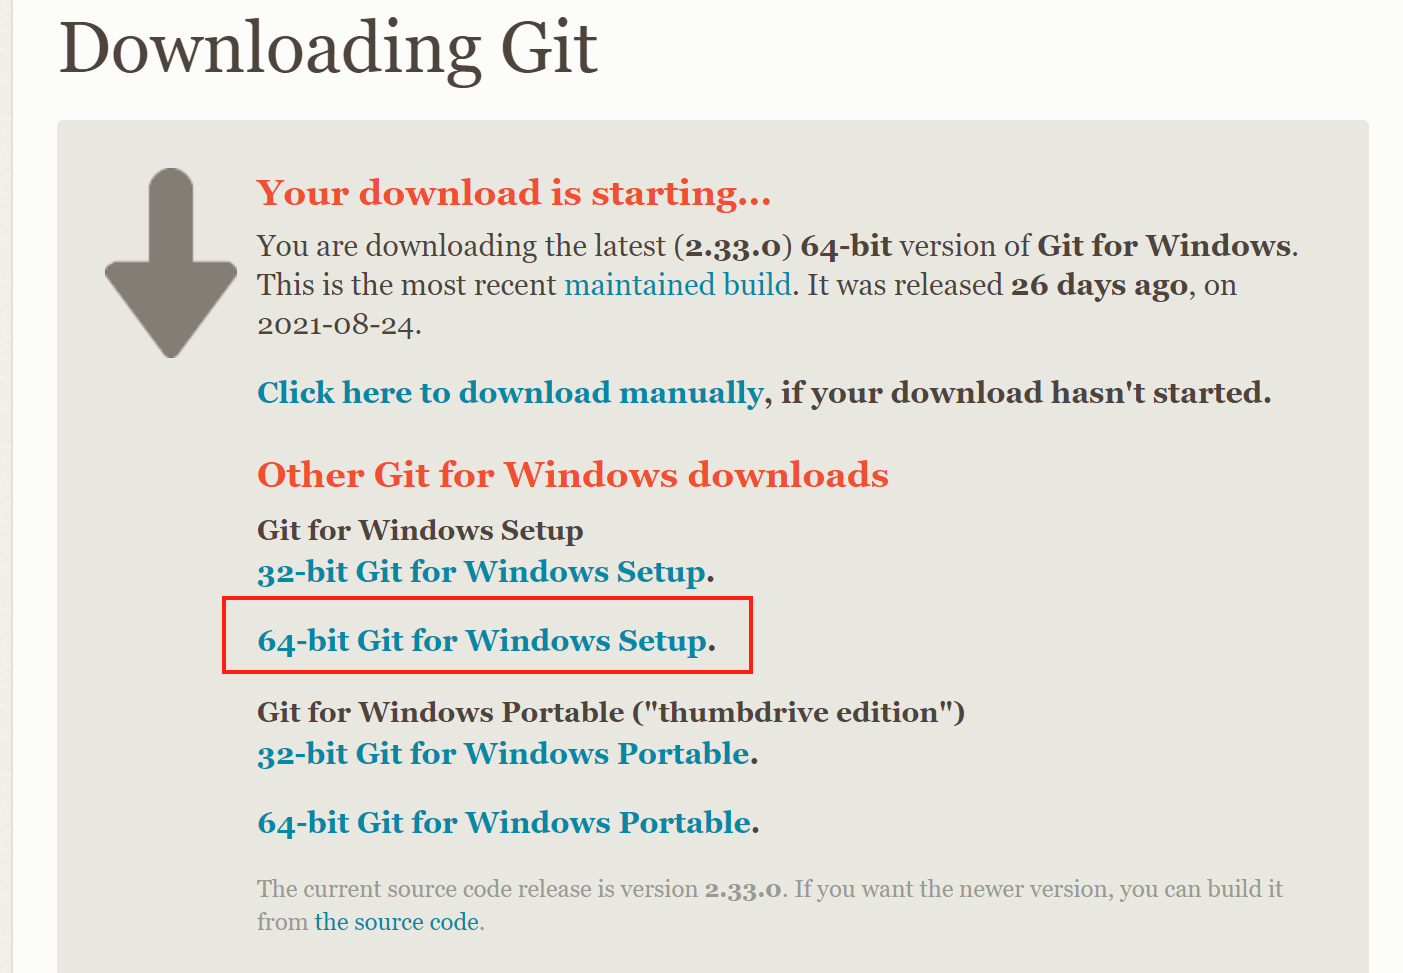 Downloading Git
Your download is starting...
You are downloading the latest (2.33.0) 64-bit version of Git for Windows.
This is the most recent maintained build. It was released 26 days ago, on
2021-08-24.
Click here to download manually, if your download hasn't started.
Other Git for Windows downloads
Git for Windows Setup
32-bit Git for Windows Setup.
64-bit Git for Windows Setup.
Git for Windows Portable ("thumbdrive edition")
32-bit Git for Windows Portable.
64-bit Git for Windows Portable.
The current source code release is version 2.33.0. If you want the newer version, you can build it
from the source code.